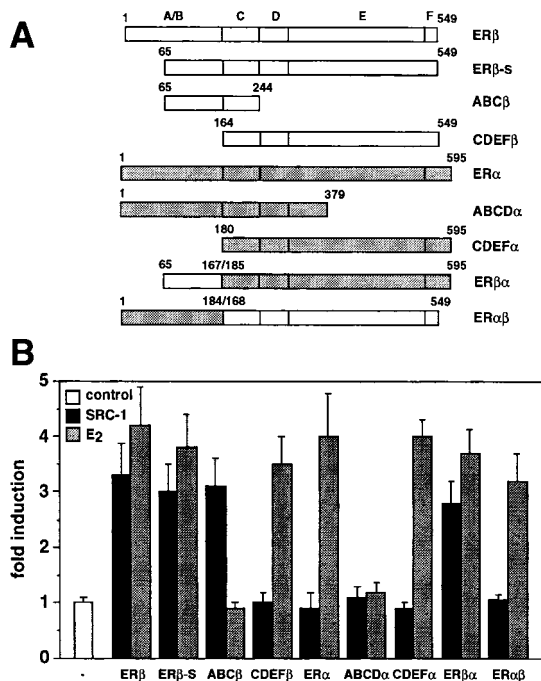 A
1 A/B C D E F 549
ERβ
65 549
ERβ-S
65 244
ABCβ
164 549
CDEFβ
1 595
ERα
1 379
ABCDα
180 595
CDEFα
65 167/185 595
ERβα
1 184/168 549
ERαβ
B
5
4
3
2
1
0
fold induction
control
SRC-1
E2
- ERβ ERβ-S ABCβ CDEFβ ERα ABCDα CDEFα ERβα ERαβ